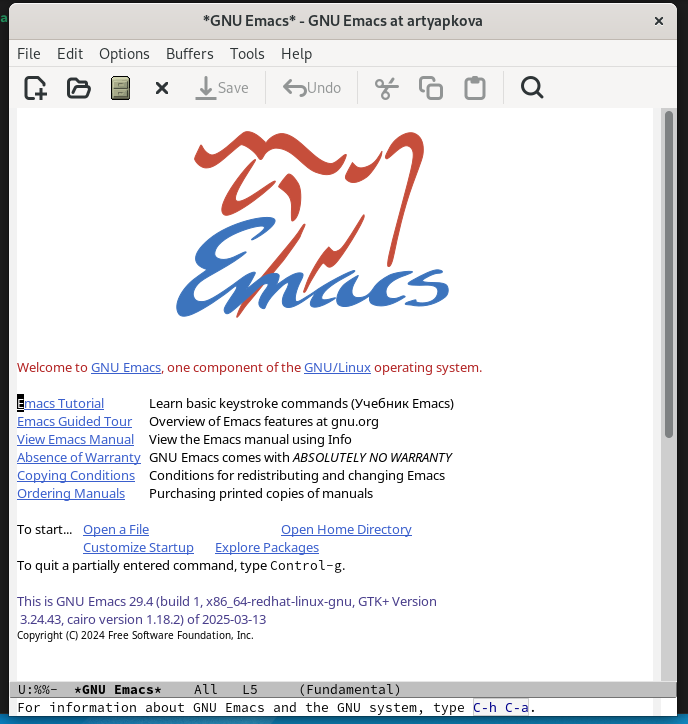 *GNU Emacs* - GNU Emacs at artyapkova
File Edit Options Buffers Tools Help
Save Undo
Emacs
Welcome to GNU Emacs, one component of the GNU/Linux operating system.
Emacs Tutorial Learn basic keystroke commands (Учебник Emacs)
Emacs Guided Tour Overview of Emacs features at gnu.org
View Emacs Manual View the Emacs manual using Info
Absence of Warranty GNU Emacs comes with ABSOLUTELY NO WARRANTY
Copying Conditions Conditions for redistributing and changing Emacs
Ordering Manuals Purchasing printed copies of manuals
To start... Open a File Open Home Directory
Customize Startup Explore Packages
To quit a partially entered command, type Control-g.
This is GNU Emacs 29.4 (build 1, x86_64-redhat-linux-gnu, GTK+ Version
3.24.43, cairo version 1.18.2) of 2025-03-13
Copyright (C) 2024 Free Software Foundation, Inc.
U:%%- *GNU Emacs* All L5 (Fundamental)
For information about GNU Emacs and the GNU system, type C-h C-a.